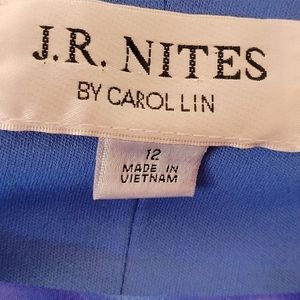 J.R. NITES
BY CAROL LIN
12
MADE IN
VIETNAM